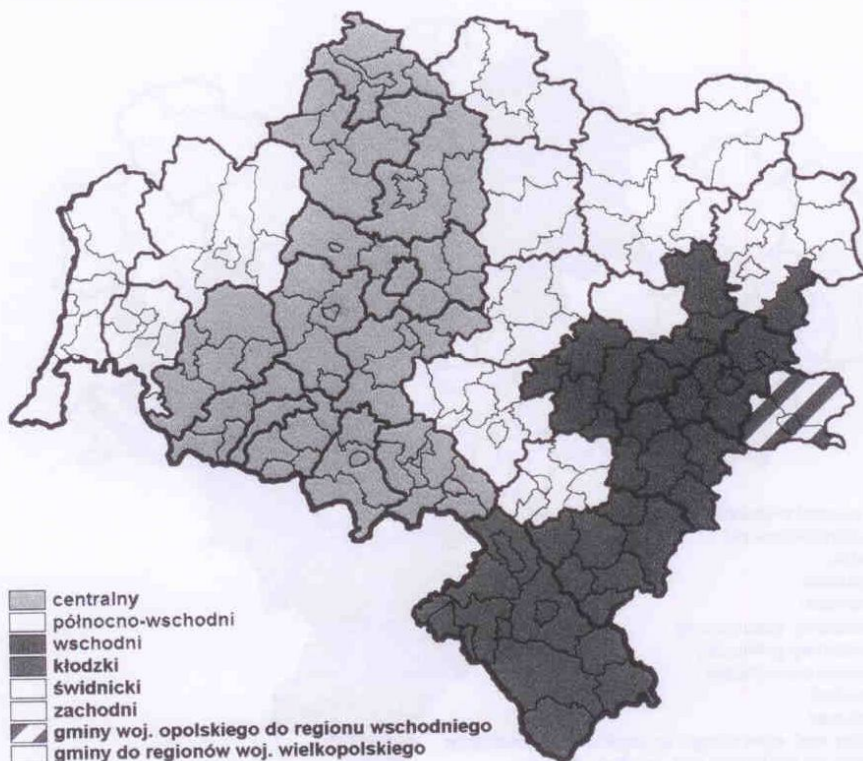 centralny
północno-wschodni
wschodni
kłodzki
świdnicki
zachodni
gminy woj. opolskiego do regionu wschodniego
gminy do regionów woj. wielkopolskiego